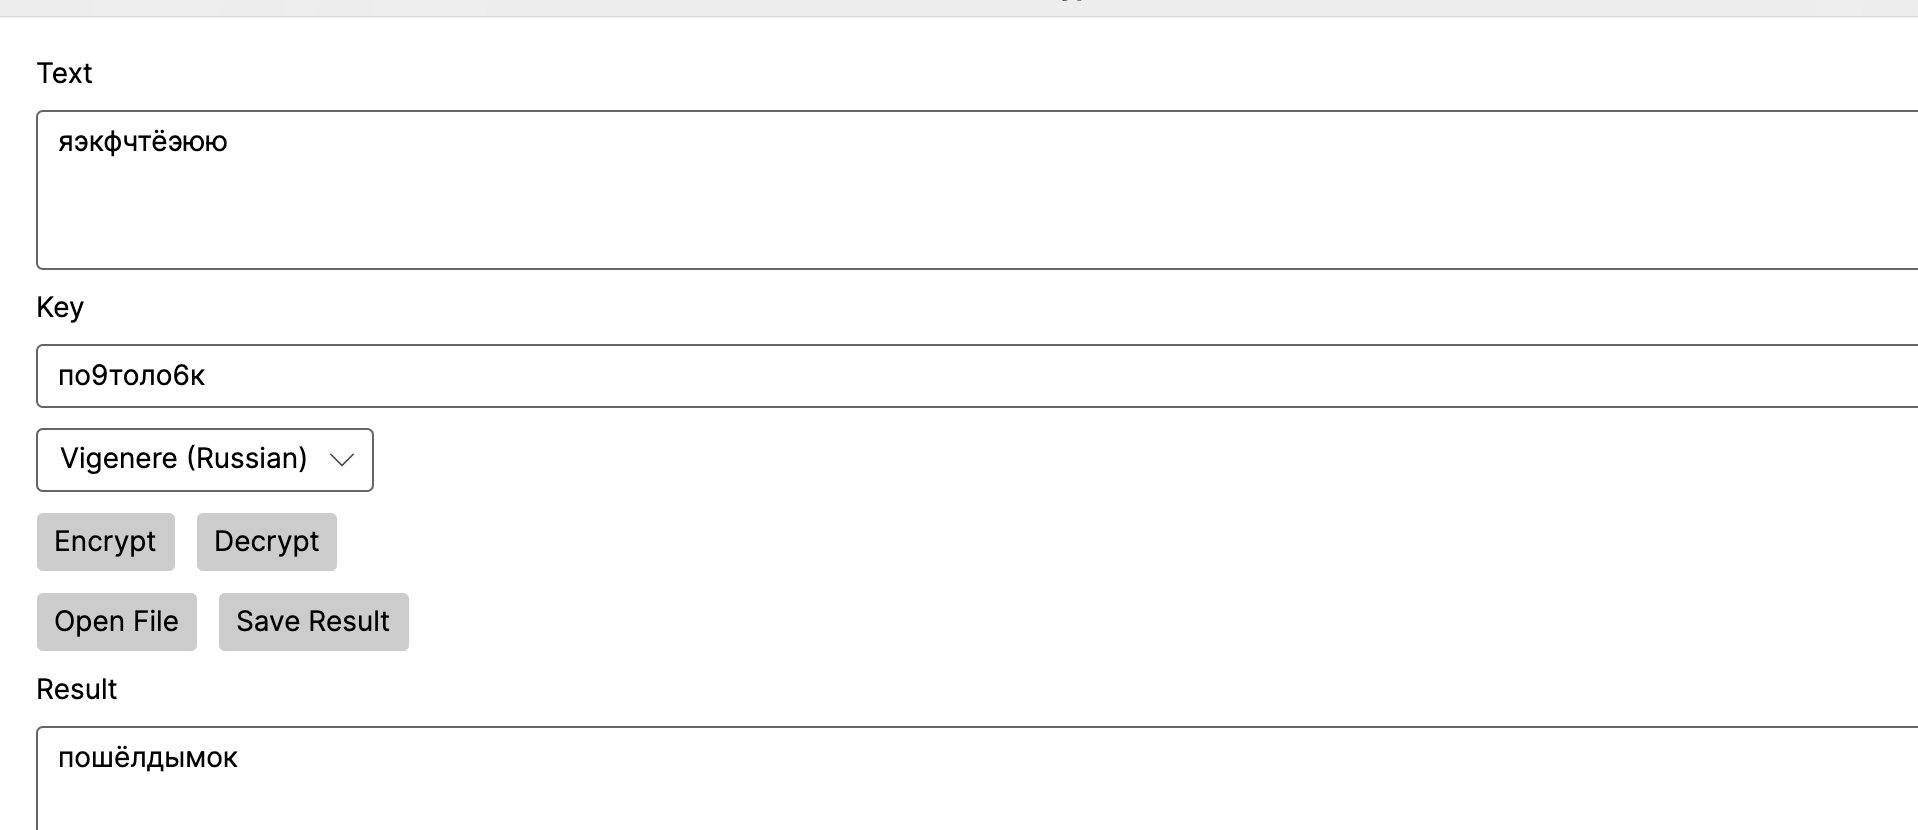 Text
яэкфчтёэюю
Key
по9толо6к
Vigenere (Russian)
Encrypt Decrypt
Open File Save Result
Result
пошёлдымок